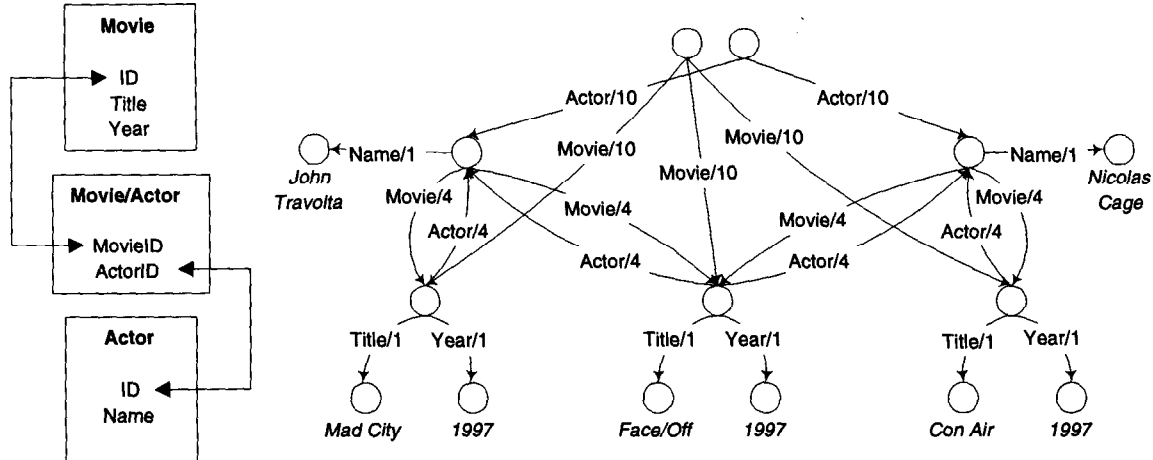 Movie
ID
Title
Year
Movie/Actor
MovieID
ActorID
Actor
ID
Name
Actor/10
Actor/10
Movie/10
Movie/10
Movie/10
Name/1
Name/1
John
Travolta
Nicolas
Cage
Movie/4
Actor/4
Movie/4
Actor/4
Movie/4
Actor/4
Movie/4
Actor/4
Title/1
Year/1
Title/1
Year/1
Title/1
Year/1
Mad City
1997
Face/Off
1997
Con Air
1997